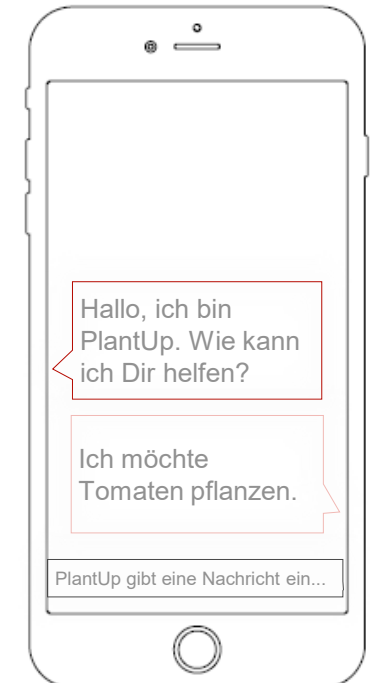 Hallo, ich bin
PlantUp. Wie kann
ich Dir helfen?
Ich möchte
Tomaten pflanzen.
PlantUp gibt eine Nachricht ein...